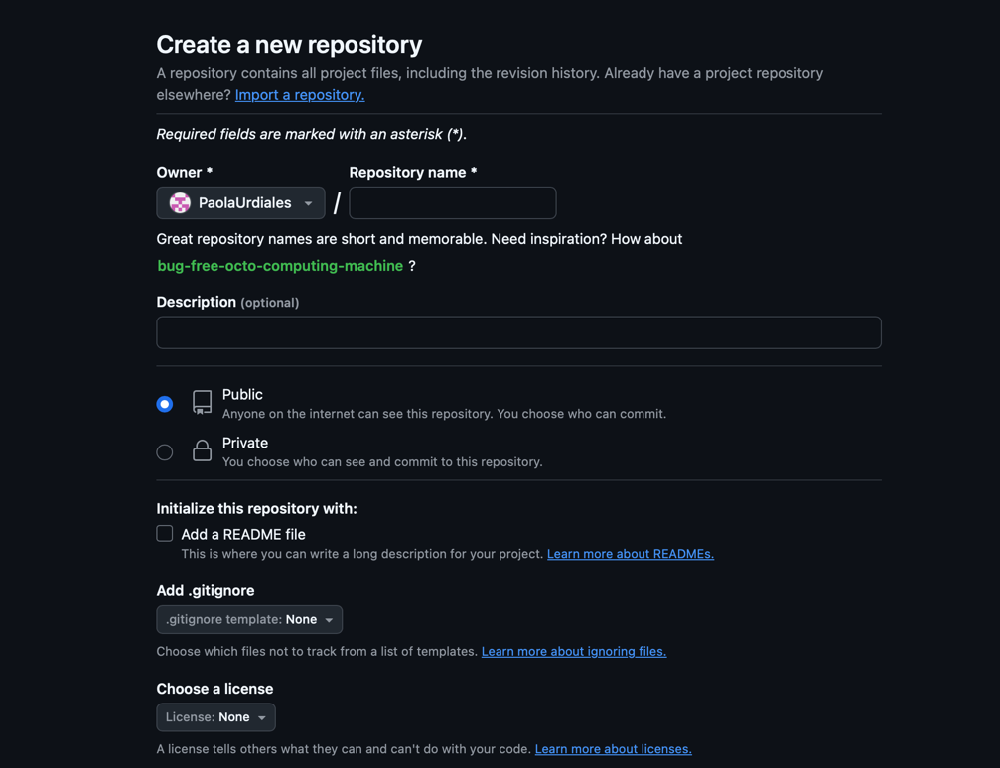 Create a new repository
A repository contains all project files, including the revision history. Already have a project repository
elsewhere? Import a repository.
Required fields are marked with an asterisk (*).
Owner * Repository name *
PaolaUrdiales /
Great repository names are short and memorable. Need inspiration? How about
bug-free-octo-computing-machine ?
Description (optional)
Public
Anyone on the internet can see this repository. You choose who can commit.
Private
You choose who can see and commit to this repository.
Initialize this repository with:
Add a README file
This is where you can write a long description for your project. Learn more about READMEs.
Add .gitignore
.gitignore template: None
Choose which files not to track from a list of templates. Learn more about ignoring files.
Choose a license
License: None
A license tells others what they can and can't do with your code. Learn more about licenses.